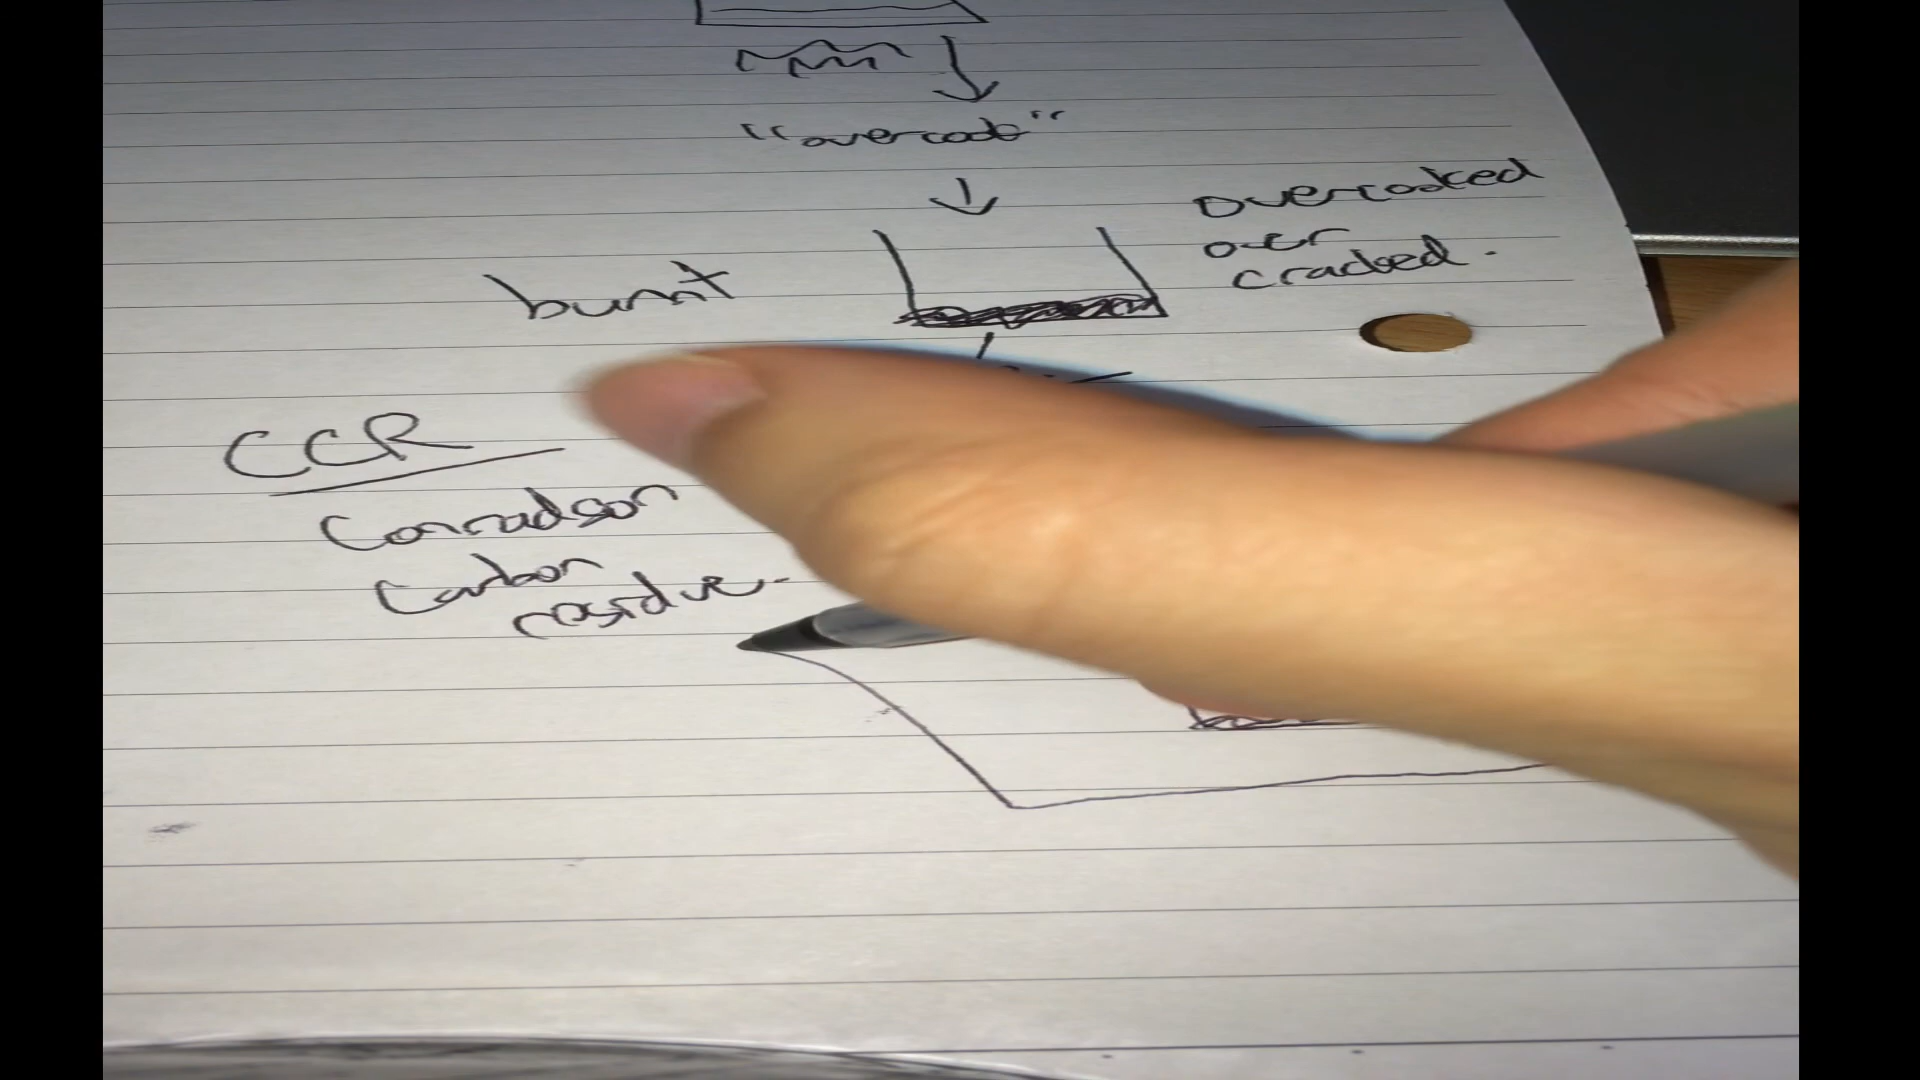 "overcook"
overcooked
over
cracked.
burnt
CCR
Conradson
Carbon
residue.